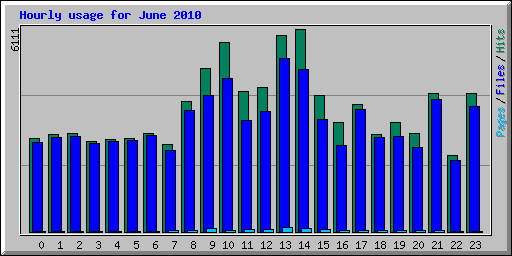 Hourly usage for June 2010
6111
Pages / Files / Hits
0 1 2 3 4 5 6 7 8 9 10 11 12 13 14 15 16 17 18 19 20 21 22 23